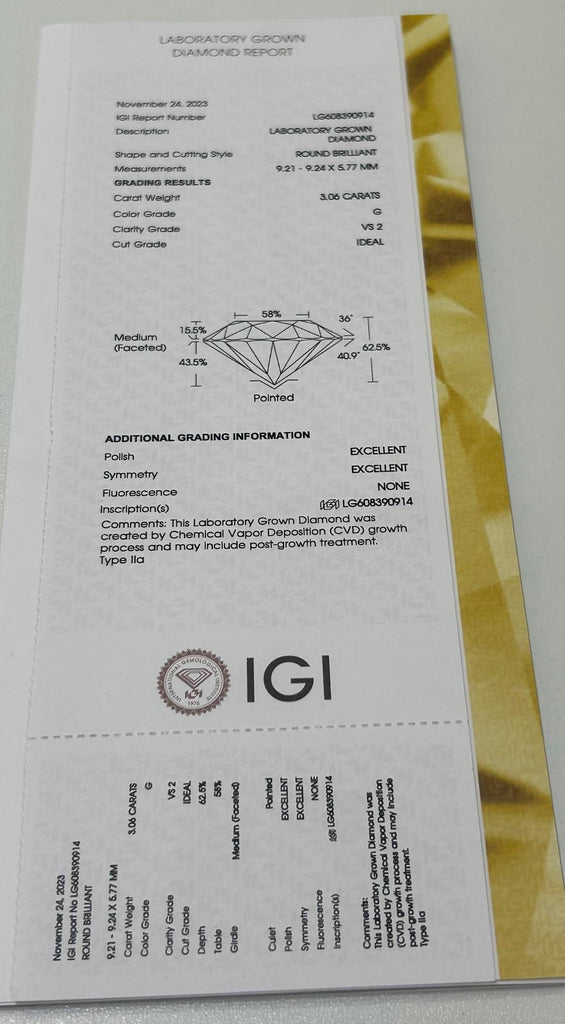 LABORATORY GROWN
DIAMOND REPORT
November 24, 2023
IGI Report Number LG608390914
Description LABORATORY GROWN
DIAMOND
Shape and Cutting Style ROUND BRILLIANT
Measurements 9.21 - 9.24 X 5.77 MM
GRADING RESULTS
Carat Weight 3.06 CARATS
Color Grade G
Clarity Grade VS 2
Cut Grade IDEAL
58%
15.5% 36°
Medium
(Faceted)
62.5%
43.5% 40.9°
Pointed
ADDITIONAL GRADING INFORMATION
Polish EXCELLENT
Symmetry EXCELLENT
Fluorescence NONE
Inscription(s) IGI LG608390914
Comments: This Laboratory Grown Diamond was
created by Chemical Vapor Deposition (CVD) growth
process and may include post-growth treatment.
Type IIa
INTERNATIONAL GEMOLOGICAL INSTITUTE
IGI
1975
IGI
November 24, 2023
IGI Report No LG608390914
ROUND BRILLIANT
9.21 - 9.24 X 5.77 MM
Carat Weight 3.06 CARATS
Color Grade G
Clarity Grade VS 2
Cut Grade IDEAL
Depth 62.5%
Table 58%
Girdle Medium (Faceted)
Culet Pointed
Polish EXCELLENT
Symmetry EXCELLENT
Fluorescence NONE
Inscription(s) IGI LG608390914
Comments:
This Laboratory Grown Diamond was
created by Chemical Vapor Deposition
(CVD) growth process and may include
post-growth treatment.
Type IIa